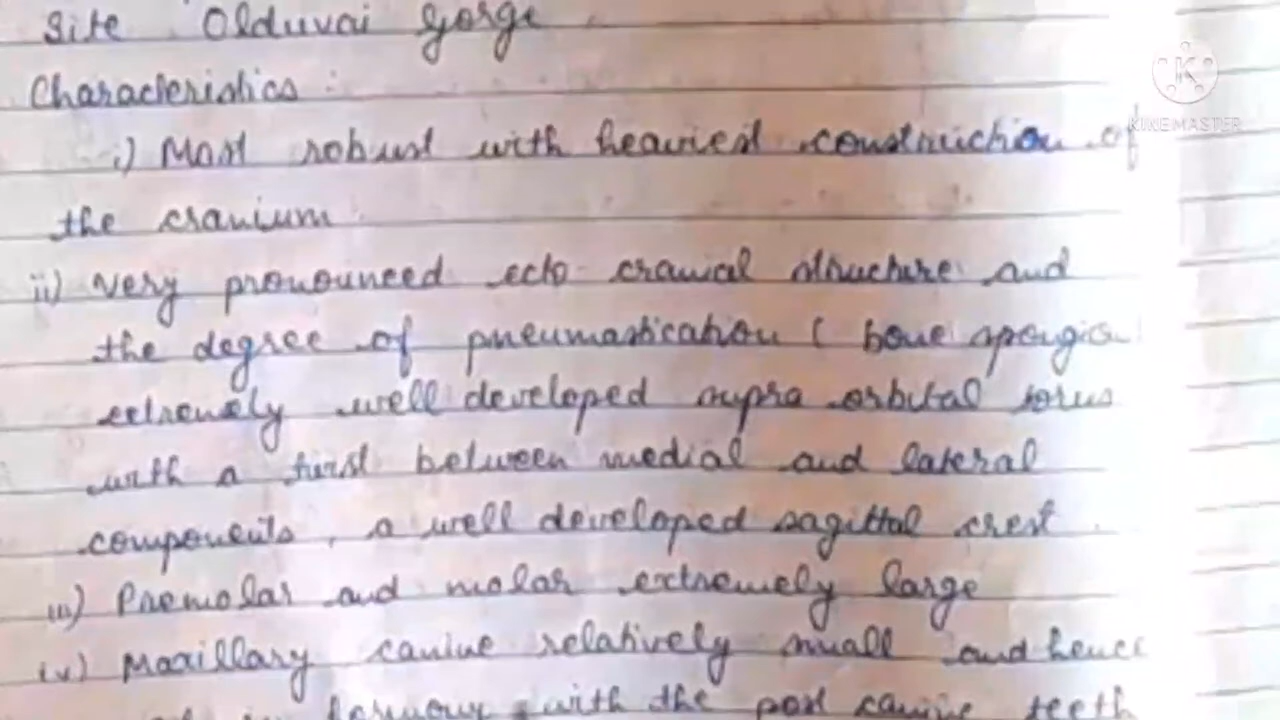 Site Olduvai Gorge
Characteristics :
i) Most robust with heaviest construction of
the cranium
ii) Very pronounced ecto cranial structure and
the degree of pneumatication ( bone
extremely well developed supra orbital torus
with a twist between medial and lateral
components, a well developed sagittal crest.
iii) Premolar and molar extremely large
iv) Maxillary canine relatively small and hence
with the post canine teeth
KINEMASTER